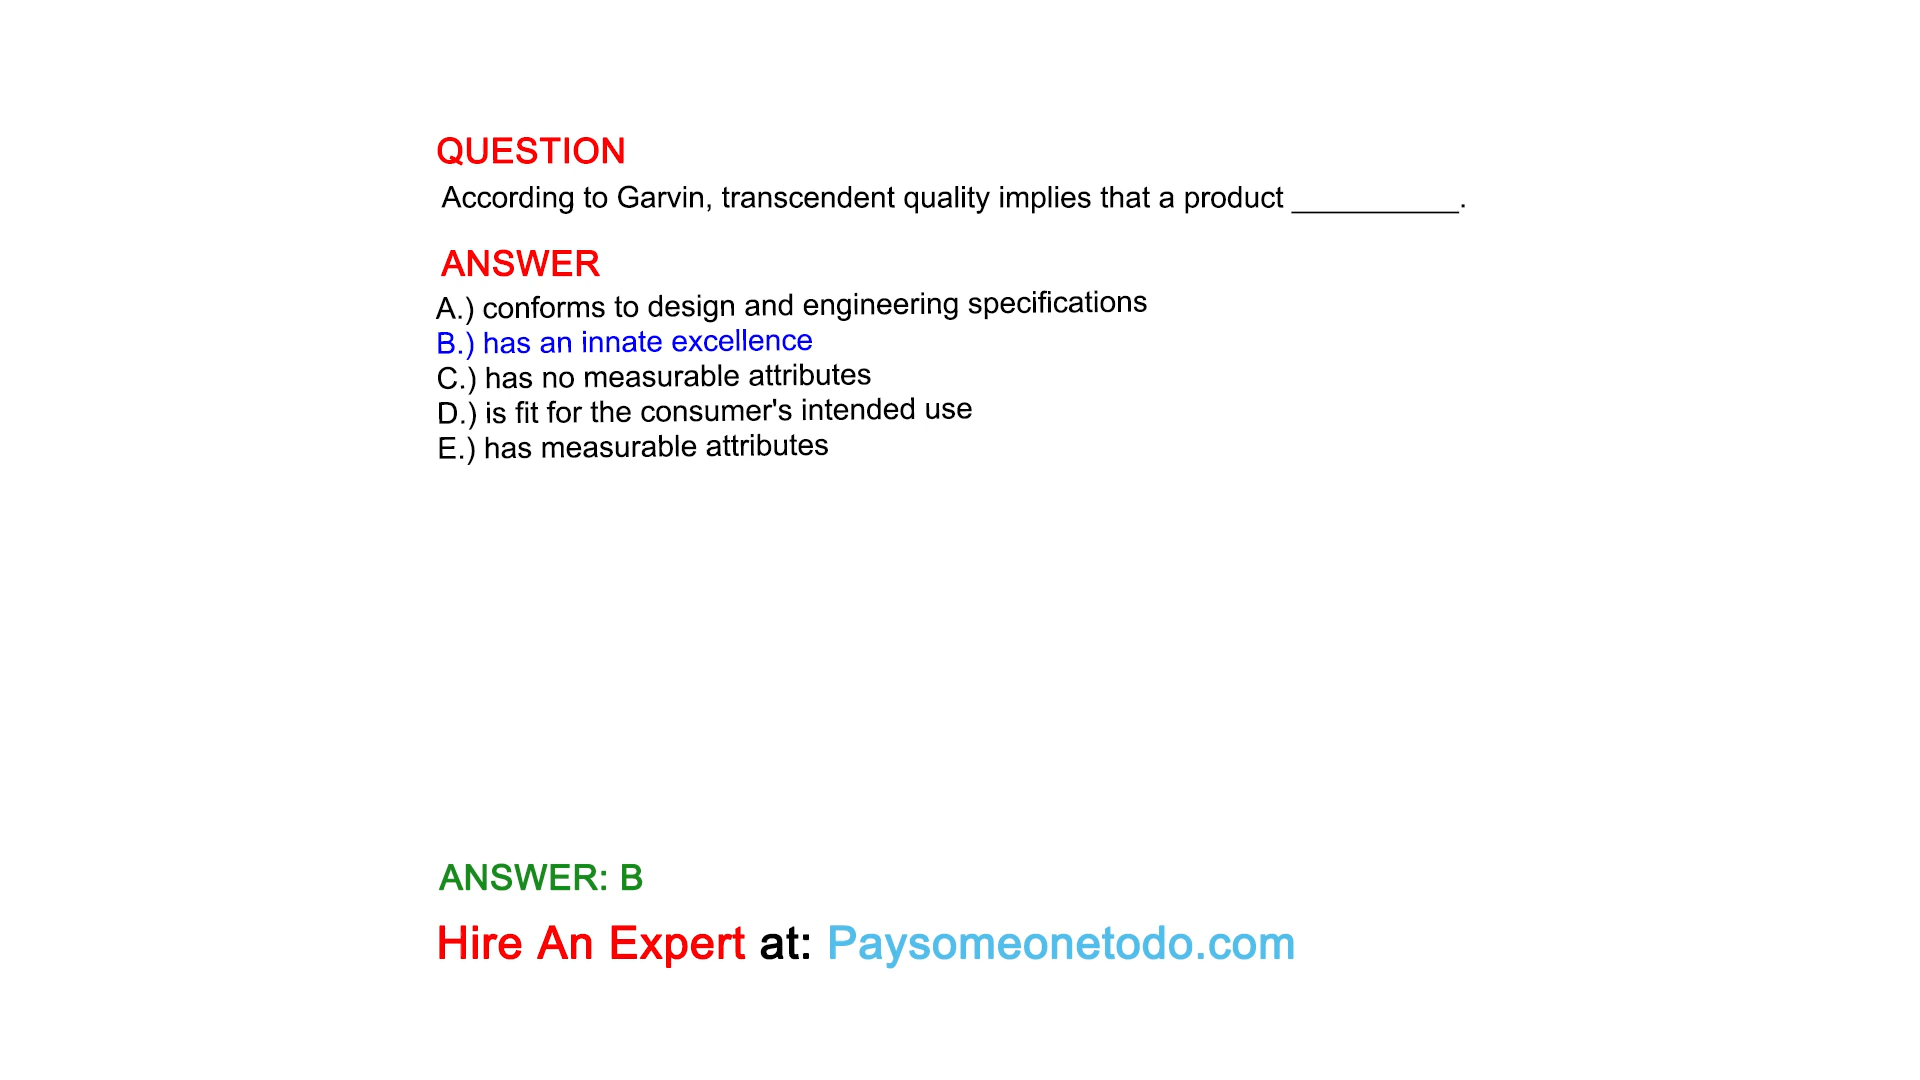 QUESTION
According to Garvin, transcendent quality implies that a product __________.
ANSWER
A.) conforms to design and engineering specifications
B.) has an innate excellence
C.) has no measurable attributes
D.) is fit for the consumer's intended use
E.) has measurable attributes
ANSWER: B
Hire An Expert at: Paysomeonetodo.com